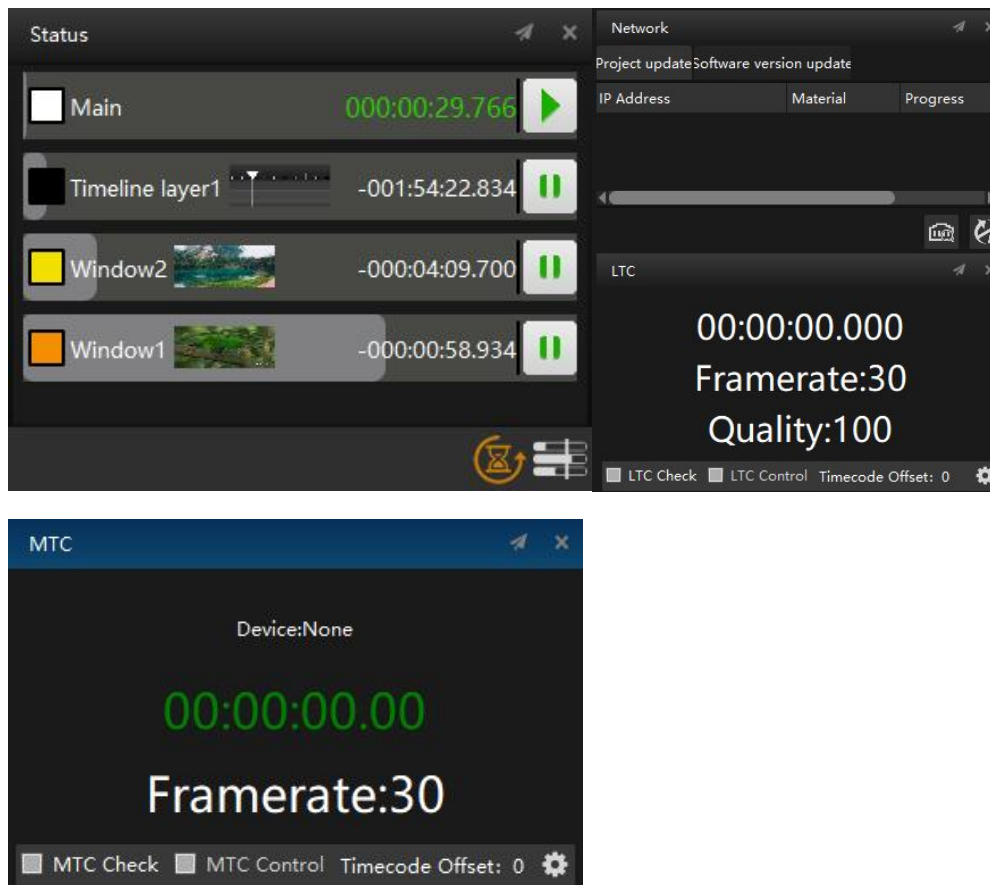 Status
Main 000:00:29.766
Timeline layer1 -001:54:22.834
Window2 -000:04:09.700
Window1 -000:00:58.934
Network
Project update Software version update
IP Address Material Progress
LTC
00:00:00.000
Framerate:30
Quality:100
LTC Check LTC Control Timecode Offset: 0
MTC
Device:None
00:00:00.00
Framerate:30
MTC Check MTC Control Timecode Offset: 0